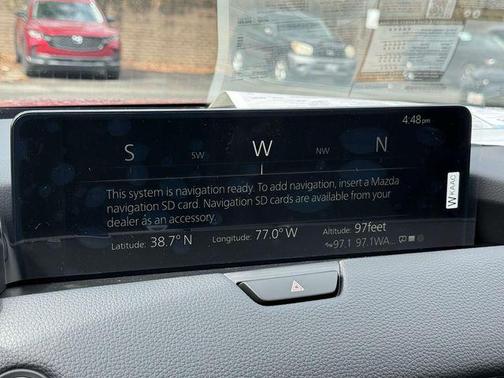 4:48pm
S SW W NW N
This system is navigation ready. To add navigation, insert a Mazda
navigation SD card. Navigation SD cards are available from your
dealer as an accessory.
Latitude: 38.7° N Longitude: 77.0° W Altitude: 97feet
97.1 97.1WA...
WKAAC